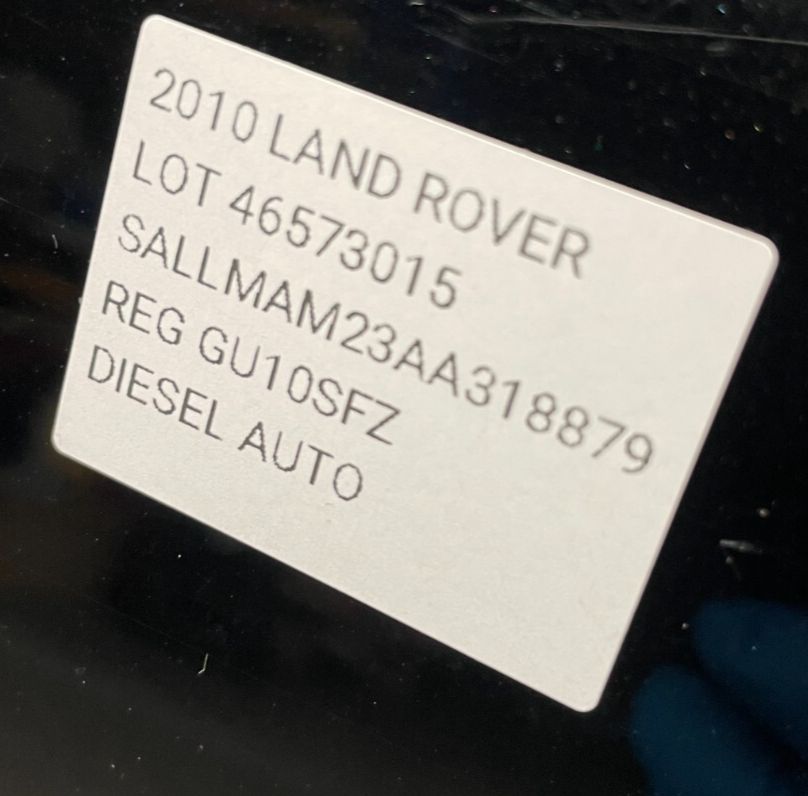 2010 LAND ROVER
LOT 46573015
SALLMAM23AA318879
REG GU10SFZ
DIESEL AUTO